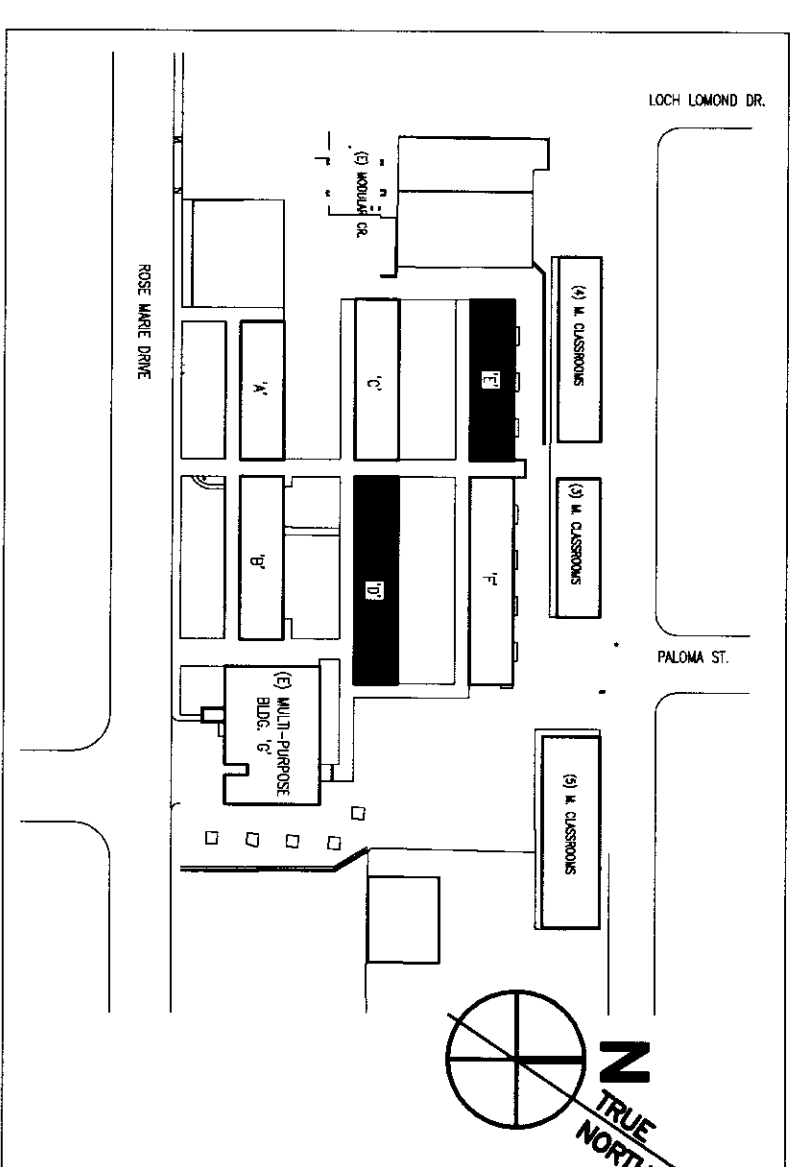 LOCH LOMOND DR.
(E) MODULAR CR.
ROSE MARIE DRIVE
(4) M. CLASSROOMS
'E'
'C'
'A'
(3) M. CLASSROOMS
'F'
'D'
'B'
PALOMA ST.
(E) MULTI-PURPOSE
BLDG. 'G'
(5) M. CLASSROOMS
N
TRUE
NORTH